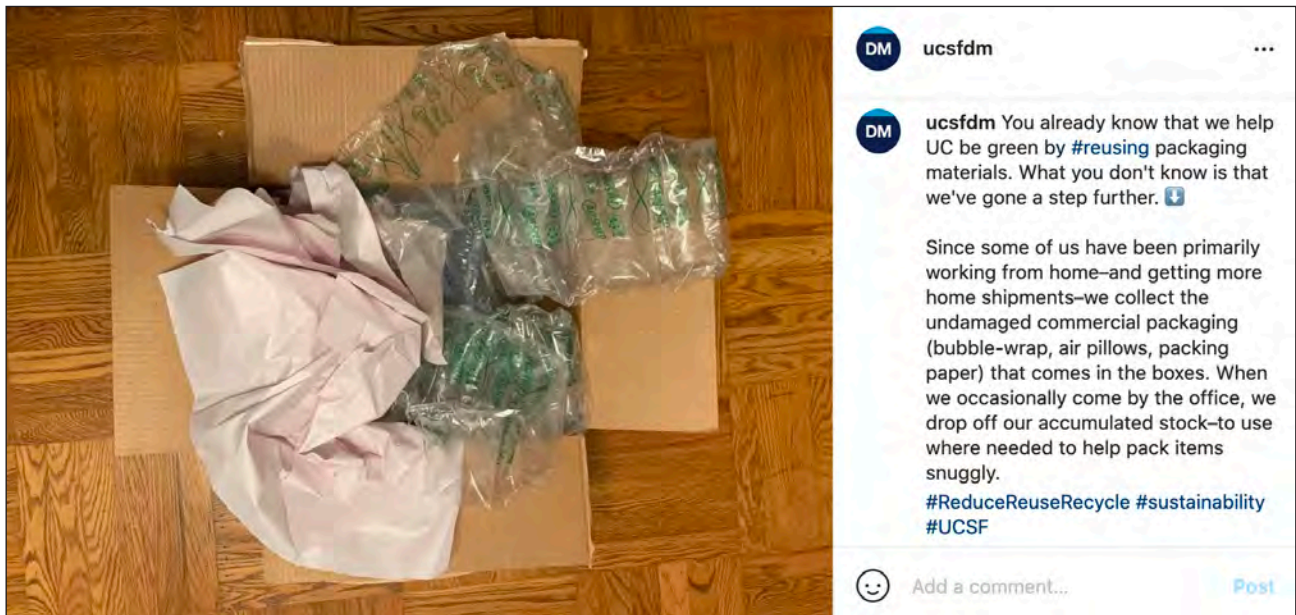 DM
ucsfdm
...
DM
ucsfdm You already know that we help
UC be green by #reusing packaging
materials. What you don't know is that
we've gone a step further. ⬇️
Since some of us have been primarily
working from home–and getting more
home shipments–we collect the
undamaged commercial packaging
(bubble-wrap, air pillows, packing
paper) that comes in the boxes. When
we occasionally come by the office, we
drop off our accumulated stock–to use
where needed to help pack items
snuggly.
#ReduceReuseRecycle #sustainability
#UCSF
Add a comment...
Post